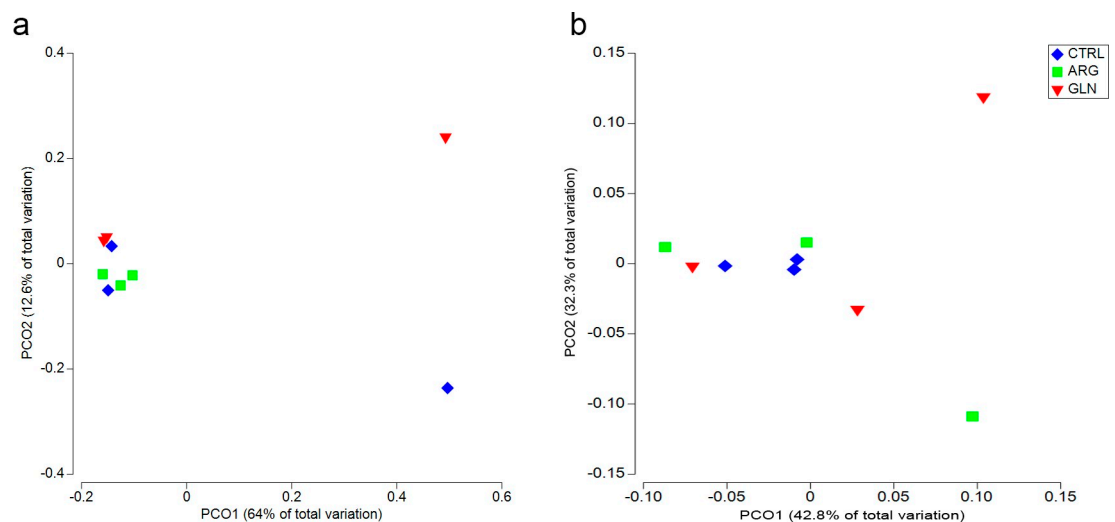 a
0.4
0.2
0
-0.2
-0.4
PCO2 (12.6% of total variation)
-0.2
0
0.2
0.4
0.6
PCO1 (64% of total variation)
b
0.15
0.10
0.05
0
-0.05
-0.10
-0.15
PCO2 (32.3% of total variation)
-0.10
-0.05
0
0.05
0.10
0.15
PCO1 (42.8% of total variation)
CTRL
ARG
GLN